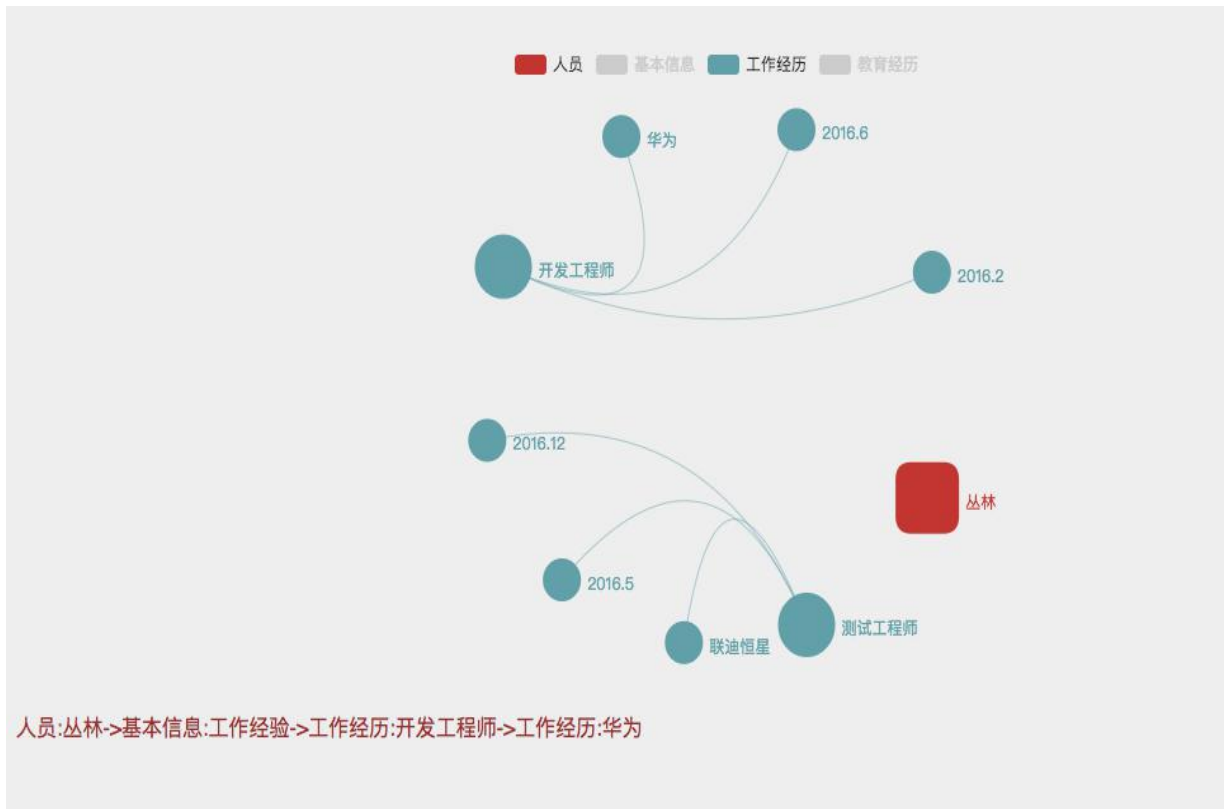 人员 基本信息 工作经历 教育经历
华为
2016.6
开发工程师
2016.2
2016.12
丛林
2016.5
测试工程师
联迪恒星
人员:丛林->基本信息:工作经验->工作经历:开发工程师->工作经历:华为